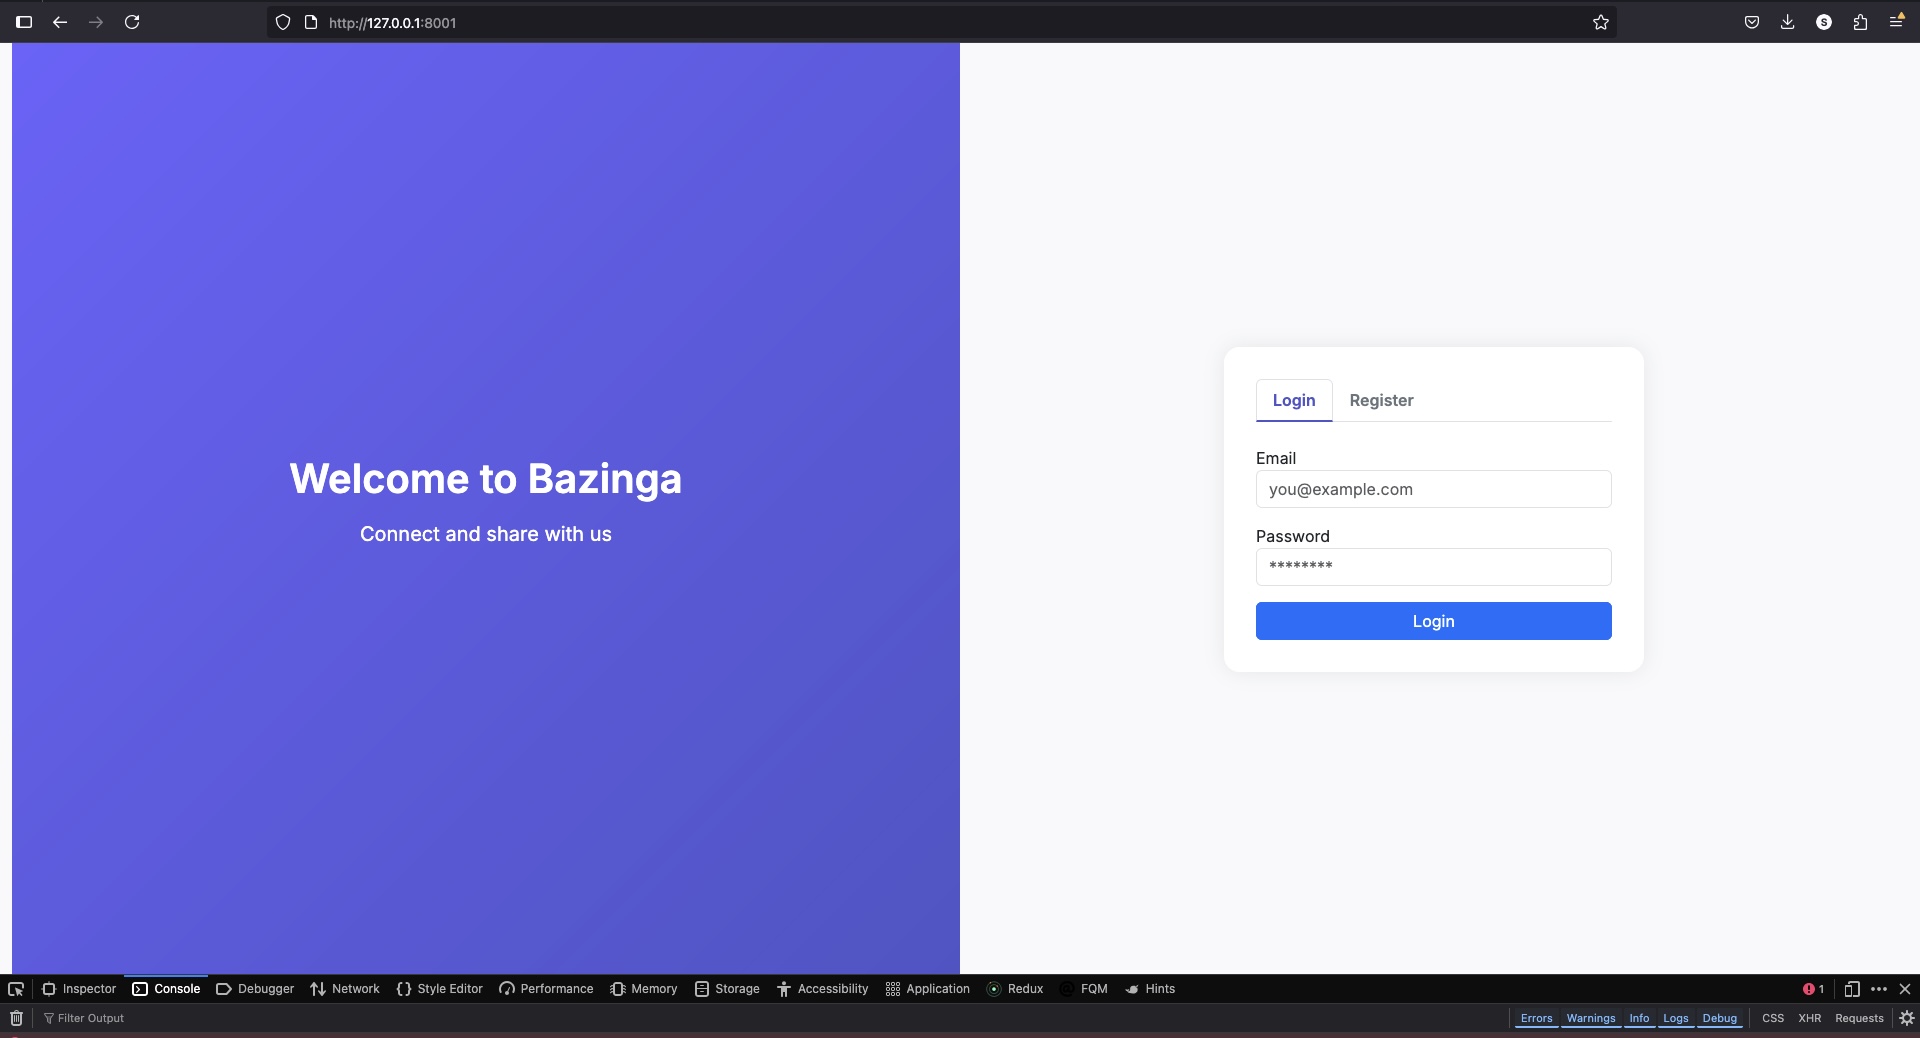 http://127.0.0.1:8001
S
Welcome to Bazinga
Connect and share with us
Login Register
Email
you@example.com
Password
********
Login
Inspector Console Debugger Network Style Editor Performance Memory Storage Accessibility Application Redux FQM Hints 1
Filter Output Errors Warnings Info Logs Debug CSS XHR Requests